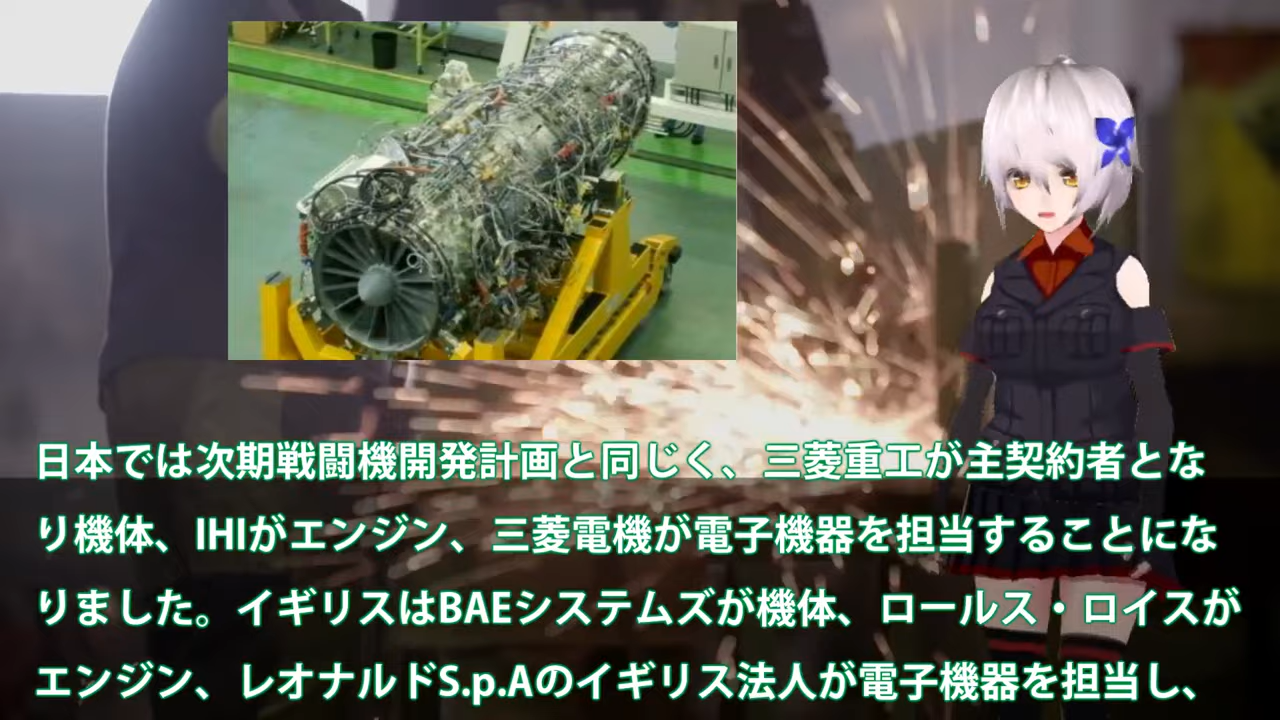 日本では次期戦闘機開発計画と同じく、三菱重工が主契約者とな
り機体、IHIがエンジン、三菱電機が電子機器を担当することにな
りました。イギリスはBAEシステムズが機体、ロールス・ロイスが
エンジン、レオナルドS.p.Aのイギリス法人が電子機器を担当し、